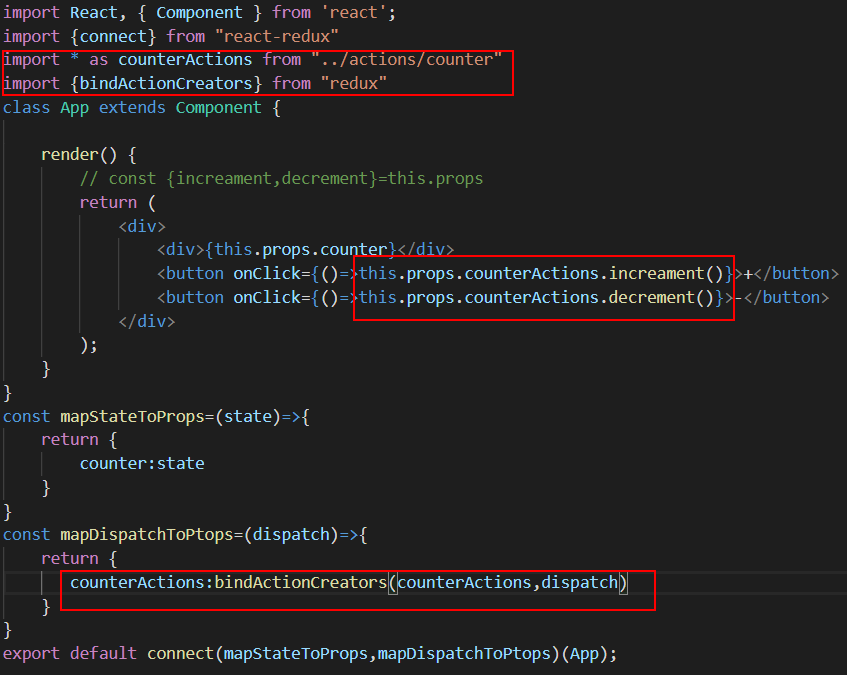 import React, { Component } from 'react';
import {connect} from "react-redux"
import * as counterActions from "../actions/counter"
import {bindActionCreators} from "redux"
class App extends Component {
render() {
// const {increament,decrement}=this.props
return (
<div>
<div>{this.props.counter}</div>
<button onClick={()=>this.props.counterActions.increament()}>+</button>
<button onClick={()=>this.props.counterActions.decrement()}>-</button>
</div>
);
}
}
const mapStateToProps=(state)=>{
return {
counter:state
}
}
const mapDispatchToPtops=(dispatch)=>{
return {
counterActions:bindActionCreators(counterActions,dispatch)
}
}
export default connect(mapStateToProps,mapDispatchToPtops)(App);